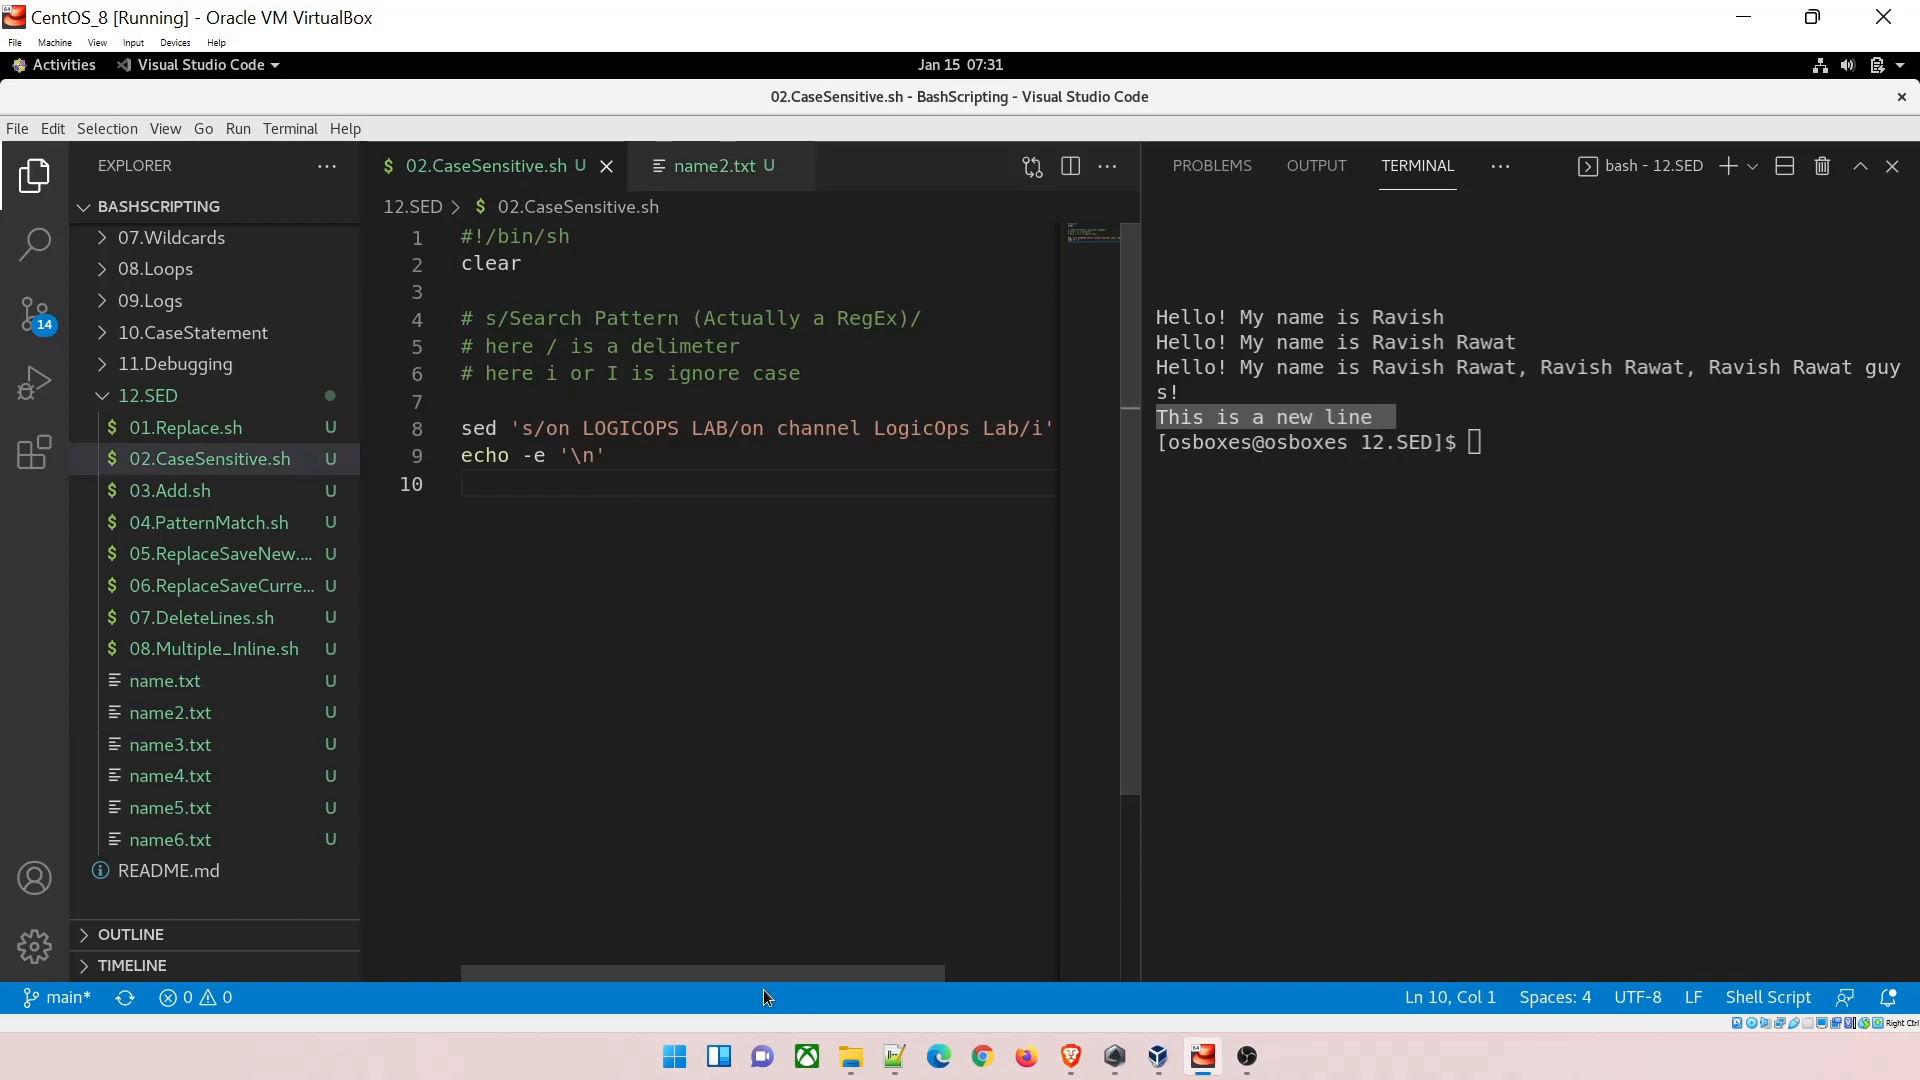 CentOS_8 [Running] - Oracle VM VirtualBox
File Machine View Input Devices Help
Activities Visual Studio Code Jan 15 07:31
02.CaseSensitive.sh - BashScripting - Visual Studio Code
File Edit Selection View Go Run Terminal Help
EXPLORER
BASHSCRIPTING
07.Wildcards
08.Loops
09.Logs
10.CaseStatement
11.Debugging
12.SED
$ 01.Replace.sh U
$ 02.CaseSensitive.sh U
$ 03.Add.sh U
$ 04.PatternMatch.sh U
$ 05.ReplaceSaveNew.... U
$ 06.ReplaceSaveCurre... U
$ 07.DeleteLines.sh U
$ 08.Multiple_Inline.sh U
name.txt U
name2.txt U
name3.txt U
name4.txt U
name5.txt U
name6.txt U
README.md
OUTLINE
TIMELINE
14
$ 02.CaseSensitive.sh U
name2.txt U
12.SED > $ 02.CaseSensitive.sh
1 #!/bin/sh
2 clear
3
4 # s/Search Pattern (Actually a RegEx)/
5 # here / is a delimeter
6 # here i or I is ignore case
7
8 sed 's/on LOGICOPS LAB/on channel LogicOps Lab/i'
9 echo -e '\n'
10
PROBLEMS OUTPUT TERMINAL bash - 12.SED
Hello! My name is Ravish
Hello! My name is Ravish Rawat
Hello! My name is Ravish Rawat, Ravish Rawat, Ravish Rawat guy
s!
This is a new line
[osboxes@osboxes 12.SED]$
main* 0 0 Ln 10, Col 1 Spaces: 4 UTF-8 LF Shell Script
Right Ctrl